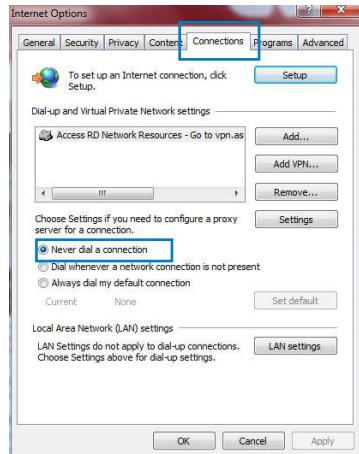 Internet Options
General Security Privacy Content Connections Programs Advanced
To set up an Internet connection, click
Setup.
Setup
Dial-up and Virtual Private Network settings
Access RD Network Resources - Go to vpn.as
Add...
Add VPN...
Remove...
Choose Settings if you need to configure a proxy
server for a connection.
Settings
Never dial a connection
Dial whenever a network connection is not present
Always dial my default connection
Current None
Set default
Local Area Network (LAN) settings
LAN Settings do not apply to dial-up connections.
Choose Settings above for dial-up settings.
LAN settings
OK Cancel Apply